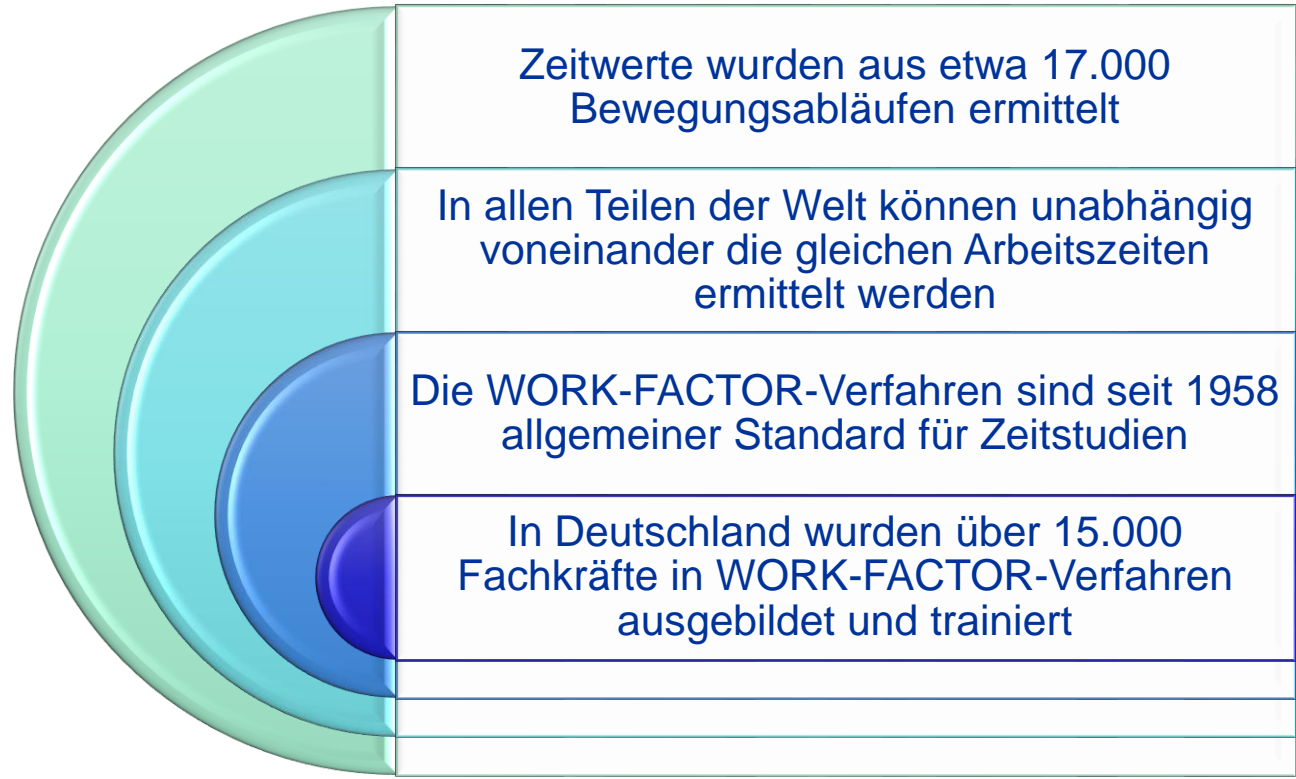 Zeitwerte wurden aus etwa 17.000
Bewegungsabläufen ermittelt
In allen Teilen der Welt können unabhängig
voneinander die gleichen Arbeitszeiten
ermittelt werden
Die WORK-FACTOR-Verfahren sind seit 1958
allgemeiner Standard für Zeitstudien
In Deutschland wurden über 15.000
Fachkräfte in WORK-FACTOR-Verfahren
ausgebildet und trainiert